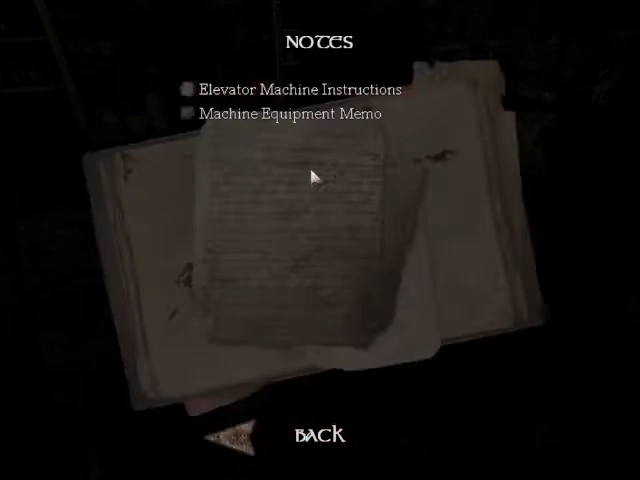 NOTES
Elevator Machine Instructions
Machine Equipment Memo
BACK